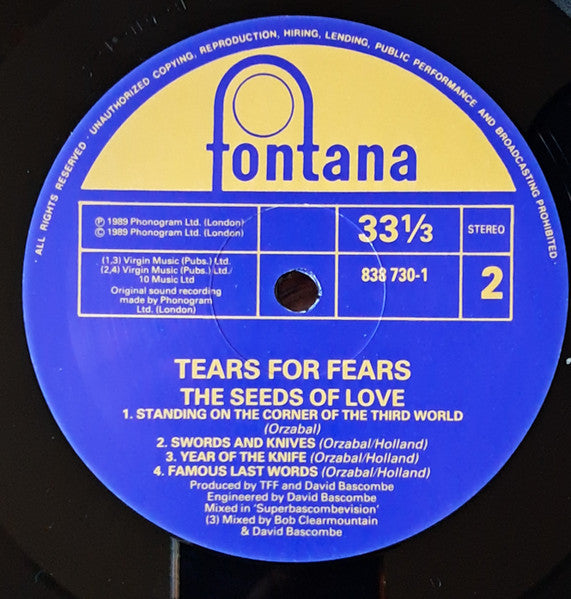 ALL RIGHTS RESERVED · UNAUTHORIZED COPYING, REPRODUCTION, HIRING, LENDING, PUBLIC PERFORMANCE AND BROADCASTING PROHIBITED
fontana
℗ 1989 Phonogram Ltd. (London)
© 1989 Phonogram Ltd. (London)
33⅓
STEREO
(1,3) Virgin Music (Pubs.) Ltd.
(2,4) Virgin Music (Pubs.) Ltd./
10 Music Ltd
Original sound recording
made by Phonogram
Ltd. (London)
838 730-1
2
TEARS FOR FEARS
THE SEEDS OF LOVE
1. STANDING ON THE CORNER OF THE THIRD WORLD
(Orzabal)
2. SWORDS AND KNIVES (Orzabal/Holland)
3. YEAR OF THE KNIFE (Orzabal/Holland)
4. FAMOUS LAST WORDS (Orzabal/Holland)
Produced by TFF and David Bascombe
Engineered by David Bascombe
Mixed in 'Superbascombevision'
(3) Mixed by Bob Clearmountain
& David Bascombe